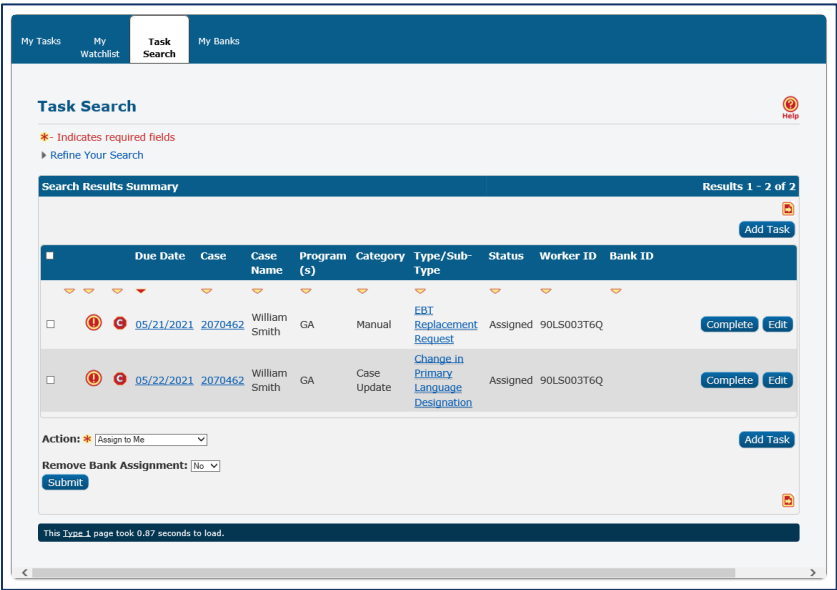 My Tasks My Watchlist Task Search My Banks
Task Search
Help
*- Indicates required fields
Refine Your Search
Search Results Summary Results 1 - 2 of 2
Add Task
Due Date Case Case Name Program (s) Category Type/Sub-Type Status Worker ID Bank ID
05/21/2021 2070462 William Smith GA Manual EBT Replacement Request Assigned 90LS003T6Q Complete Edit
05/22/2021 2070462 William Smith GA Case Update Change in Primary Language Designation Assigned 90LS003T6Q Complete Edit
Action: * Assign to Me Add Task
Remove Bank Assignment: No
Submit
This Type 1 page took 0.87 seconds to load.